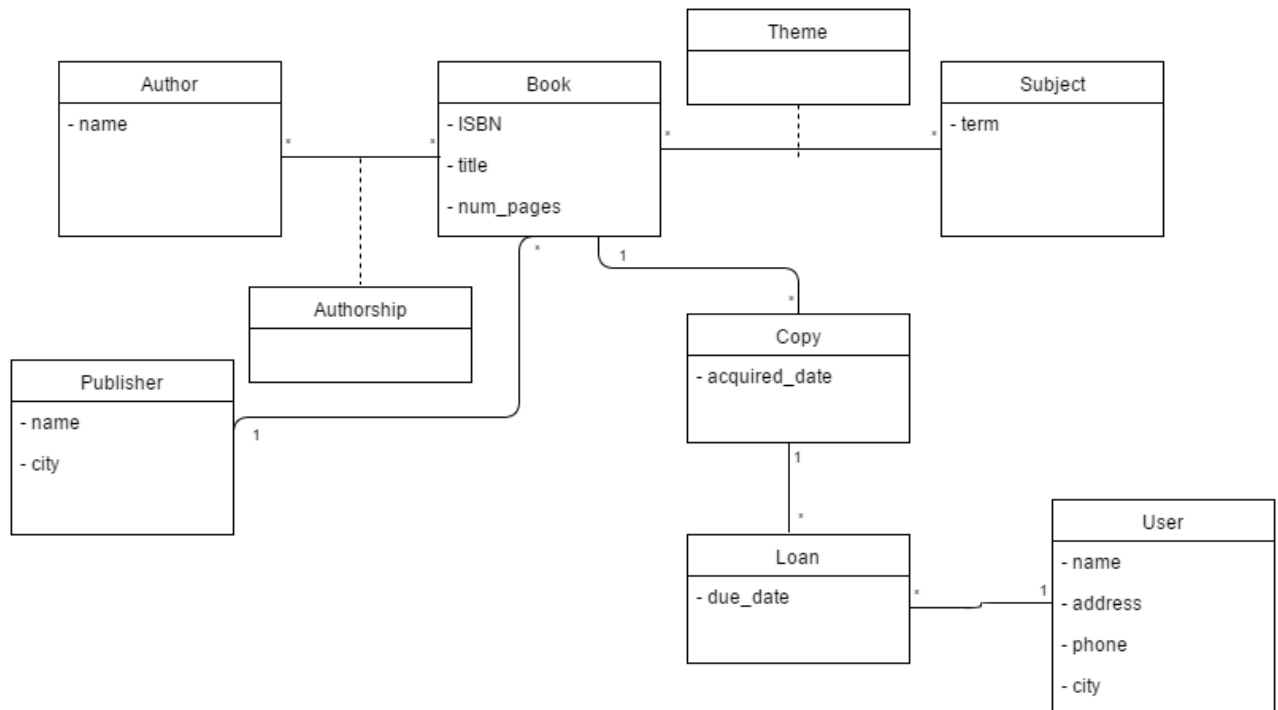 Theme
Author
- name
Book
- ISBN
- title
- num_pages
Subject
- term
*
*
*
*
Authorship
*
1
*
Publisher
- name
- city
1
Copy
- acquired_date
1
*
Loan
- due_date
*
1
User
- name
- address
- phone
- city